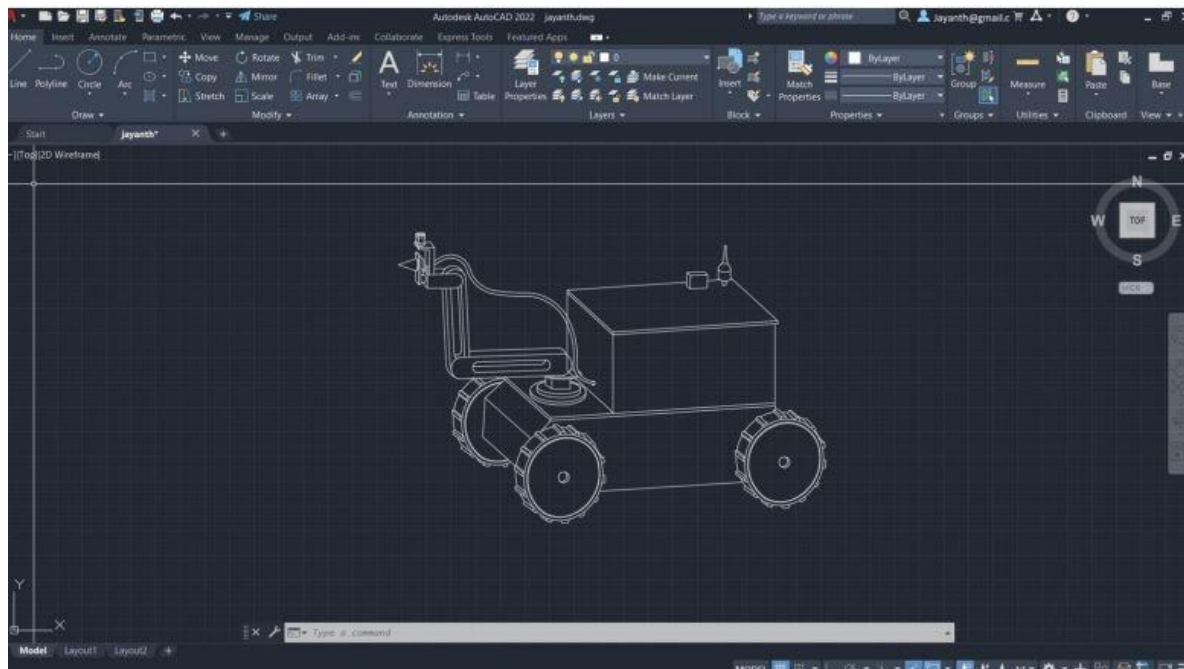 Share Autodesk AutoCAD 2022 jayanth.dwg Type a keyword or phrase Jayanth@gmail.c
Home Insert Annotate Parametric View Manage Output Add-ins Collaborate Express Tools Featured Apps
Line Polyline Circle Arc
Move Rotate Trim
Copy Mirror Fillet
Stretch Scale Array
Text Dimension
Table
Layer
Properties
0
Make Current
Match Layer
Insert
Match
Properties
ByLayer
ByLayer
ByLayer
Group
Measure
Paste
Base
Draw Modify Annotation Layers Block Properties Groups Utilities Clipboard View
Start jayanth*
[Top][2D Wireframe]
N
W TOP E
S
Y
X
Type a command
Model Layout1 Layout2 +
MODEL